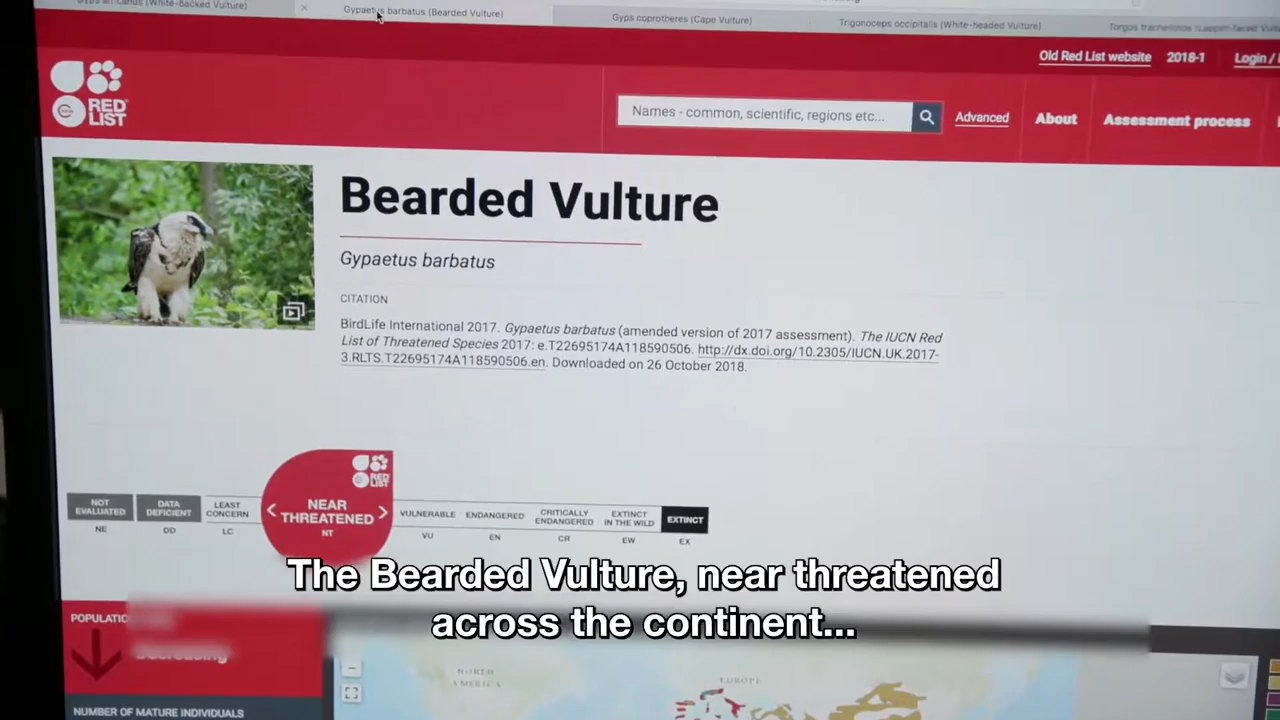 (White-backed Vulture)
Gypaetus barbatus (Bearded Vulture)
Gyps coprotheres (Cape Vulture)
Trigonoceps occipitalis (White-headed Vulture)
Old Red List website
2018-1
Login /
RED
LIST
Names - common, scientific, regions etc...
Advanced
About
Assessment process
Bearded Vulture
Gypaetus barbatus
CITATION
BirdLife International 2017. Gypaetus barbatus (amended version of 2017 assessment). The IUCN Red
List of Threatened Species 2017: e.T22695174A118590506. http://dx.doi.org/10.2305/IUCN.UK.2017-
3.RLTS.T22695174A118590506.en. Downloaded on 26 October 2018.
RED
LIST
NOT
EVALUATED
NE
DATA
DEFICIENT
DD
LEAST
CONCERN
LC
< NEAR
THREATENED >
NT
VULNERABLE
VU
ENDANGERED
EN
CRITICALLY
ENDANGERED
CR
EXTINCT
IN THE WILD
EW
EXTINCT
EX
The Bearded Vulture, near threatened
across the continent...
NORTH
AMERICA
EUROPE
NUMBER OF MATURE INDIVIDUALS